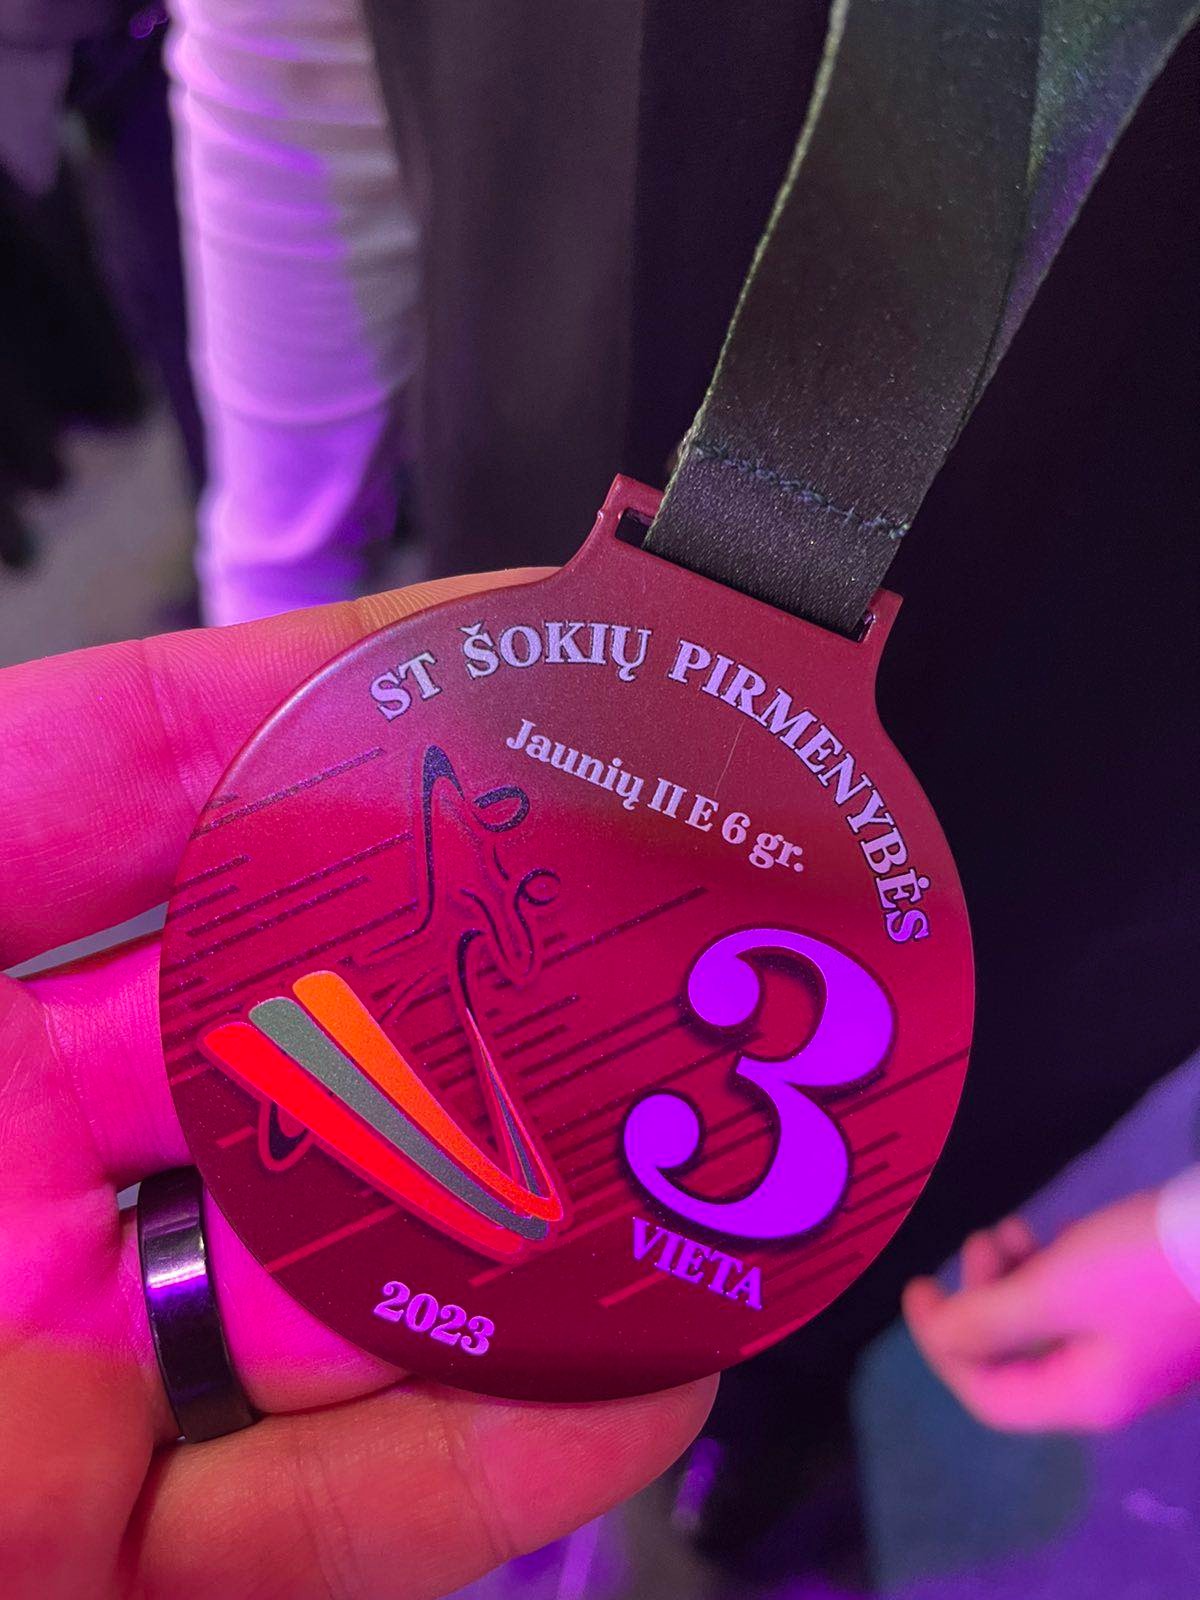 ST ŠOKIŲ PIRMENYBĖS
Jaunių II E 6 gr.
3
VIETA
2023